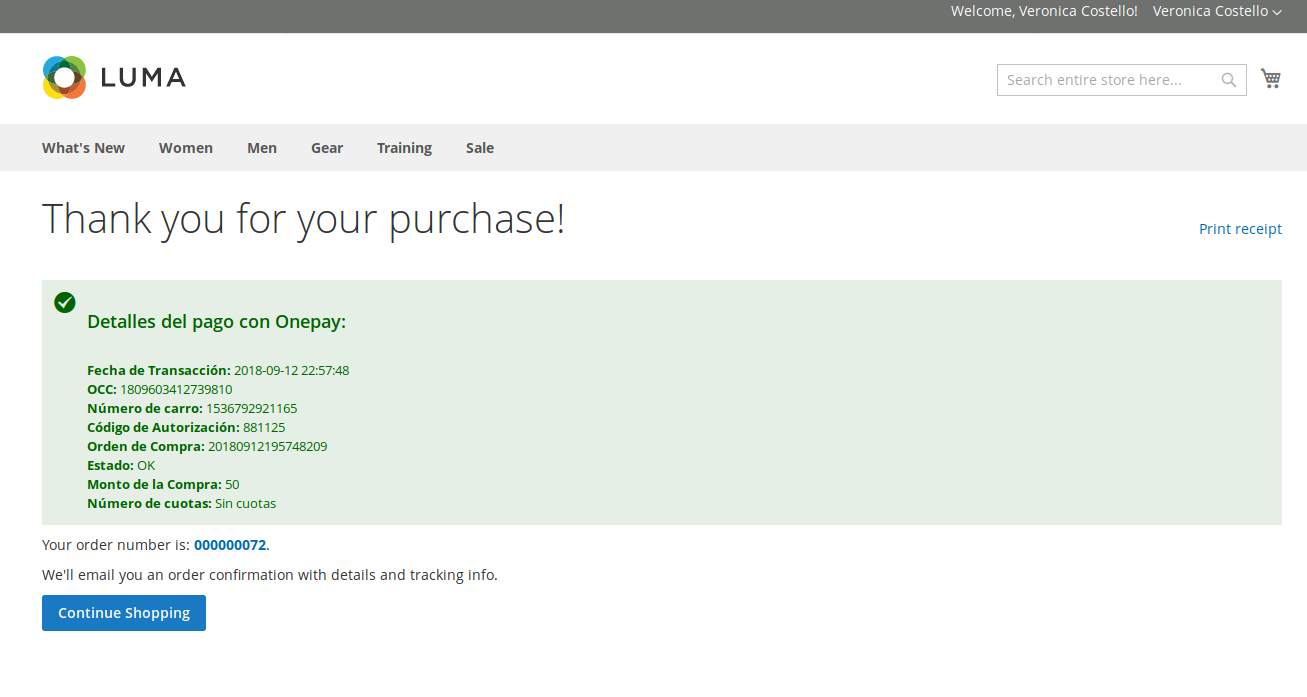 Welcome, Veronica Costello! Veronica Costello
LUMA
Search entire store here...
What's New Women Men Gear Training Sale
Thank you for your purchase!
Print receipt
Detalles del pago con Onepay:
Fecha de Transacción: 2018-09-12 22:57:48
OCC: 1809603412739810
Número de carro: 1536792921165
Código de Autorización: 881125
Orden de Compra: 20180912195748209
Estado: OK
Monto de la Compra: 50
Número de cuotas: Sin cuotas
Your order number is: 000000072.
We'll email you an order confirmation with details and tracking info.
Continue Shopping